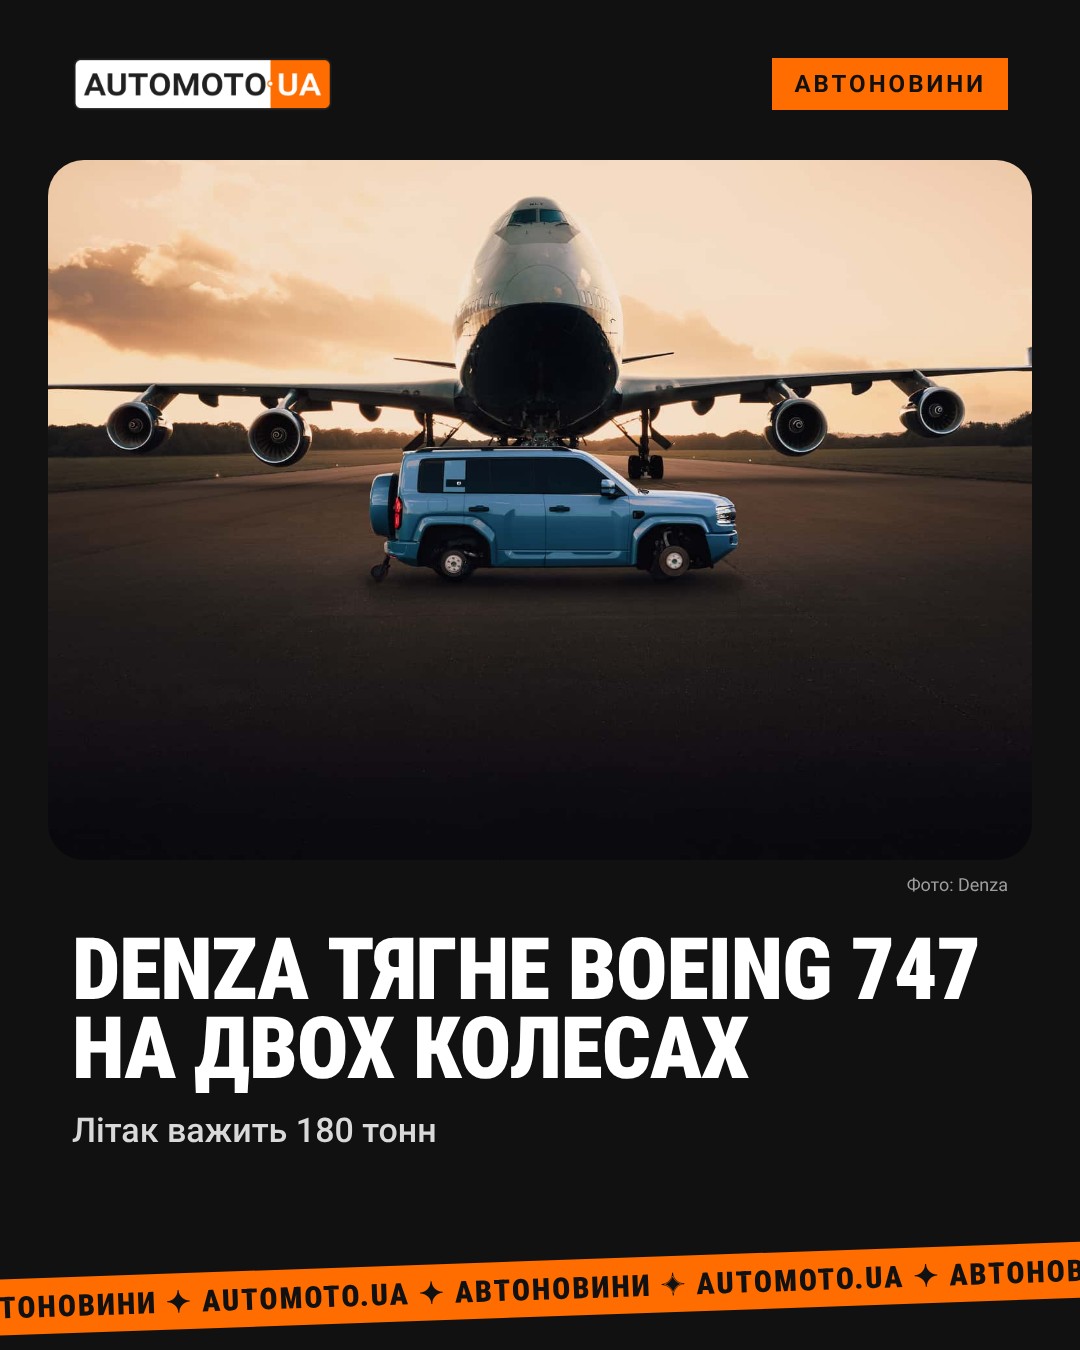 AUTOMOTO.UA
АВТОНОВИНИ
Фото: Denza
DENZA ТЯГНЕ BOEING 747
НА ДВОХ КОЛЕСАХ
Літак важить 180 тонн
ТОНОВИНИ ✦ AUTOMOTO.UA ✦ АВТОНОВИНИ ✦ AUTOMOTO.UA ✦ АВТОНОВ